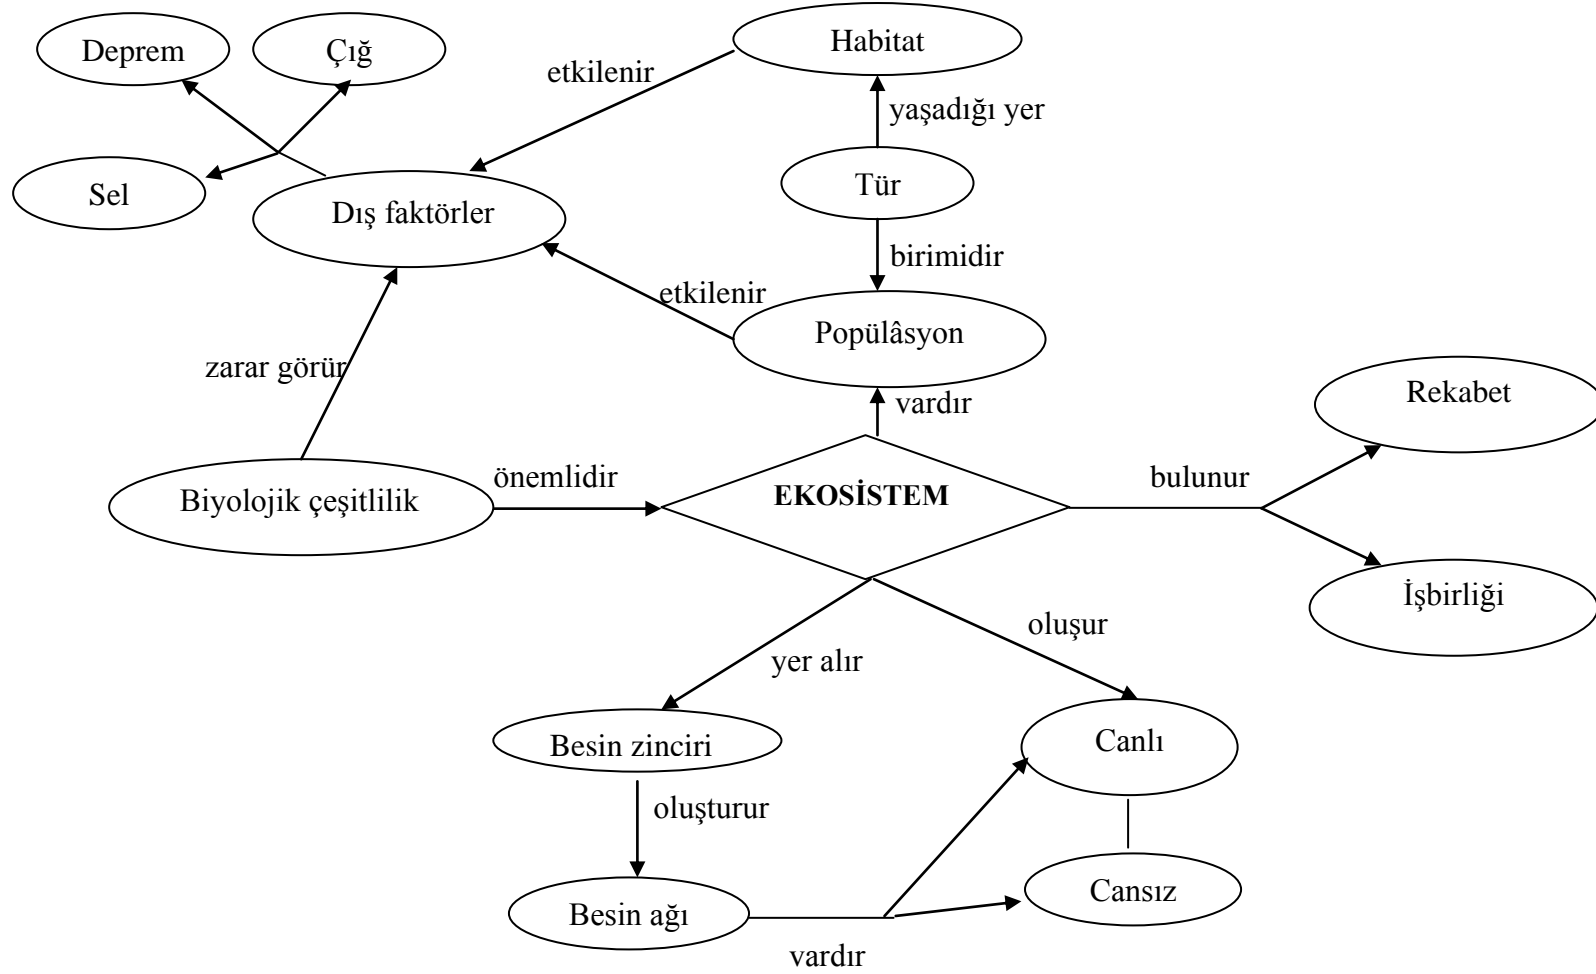 Deprem
Çığ
Habitat
etkilenir
yaşadığı yer
Sel
Tür
Dış faktörler
birimidir
etkilenir
Popülâsyon
zarar görür
vardır
Rekabet
Biyolojik çeşitlilik
önemlidir
EKOSİSTEM
bulunur
İşbirliği
oluşur
yer alır
Besin zinciri
Canlı
oluşturur
Besin ağı
Cansız
vardır